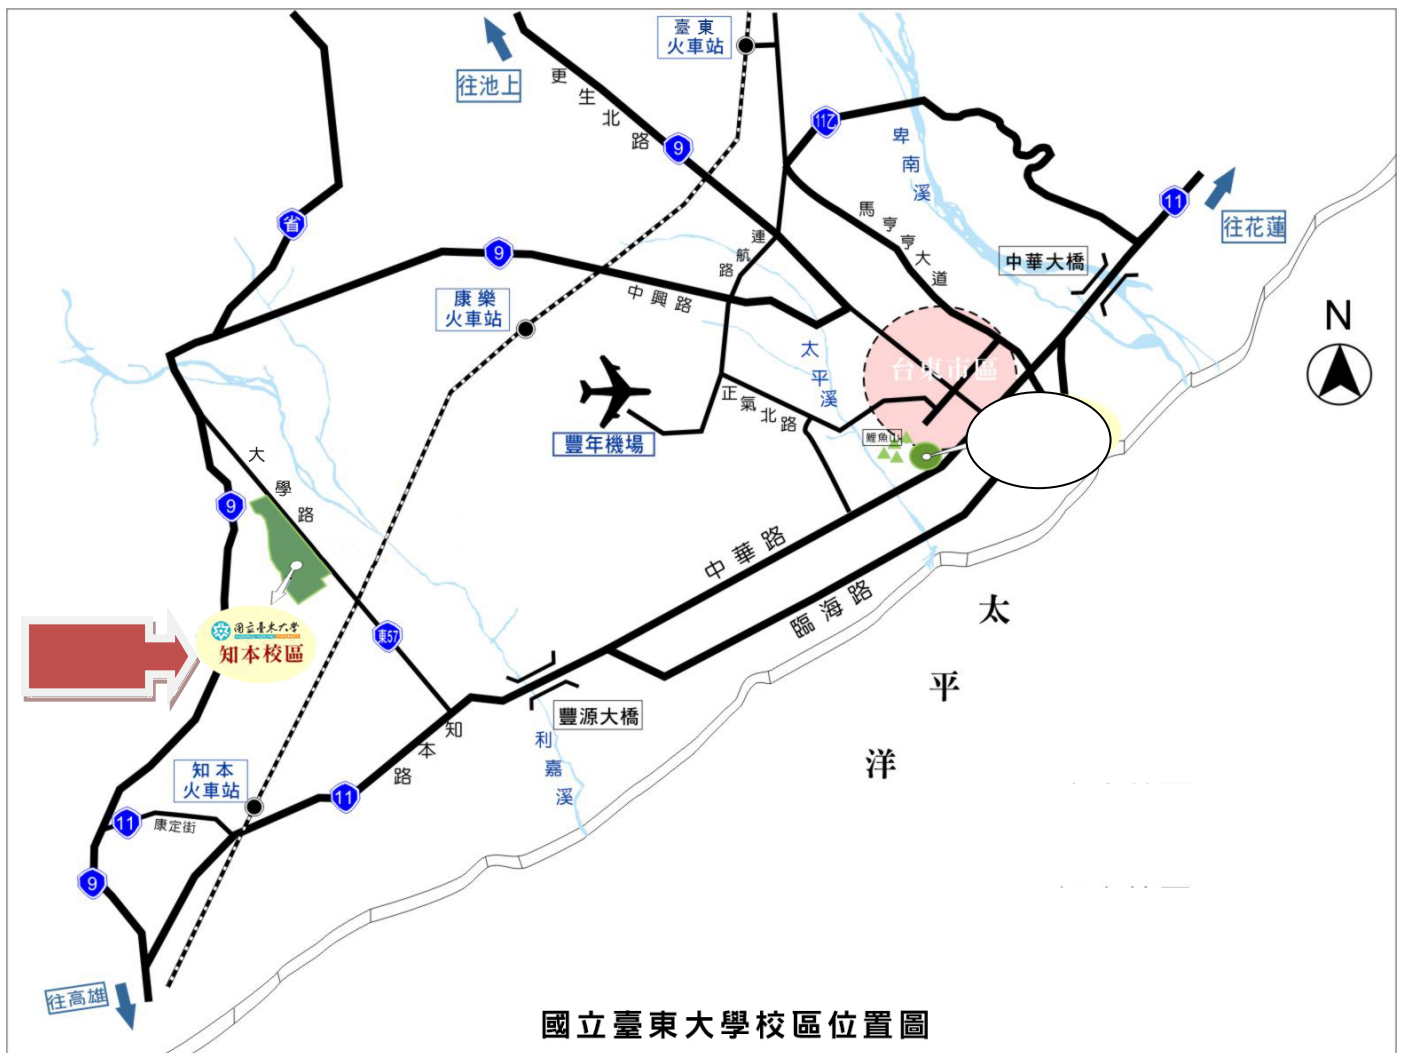 臺東
火車站
往池上
更生北路
9
11乙
卑南溪
11
往花蓮
省
9
馬亨亨大道
連航路
中華大橋
康樂
火車站
中興路
N
太平溪
台東市區
正氣北路
鯉魚山
豐年機場
大學路
9
中華路
臨海路
太平洋
國立臺東大學
知本校區
東57
豐源大橋
利嘉溪
知本路
知本
火車站
11
11
康定街
9
往高雄
國立臺東大學校區位置圖